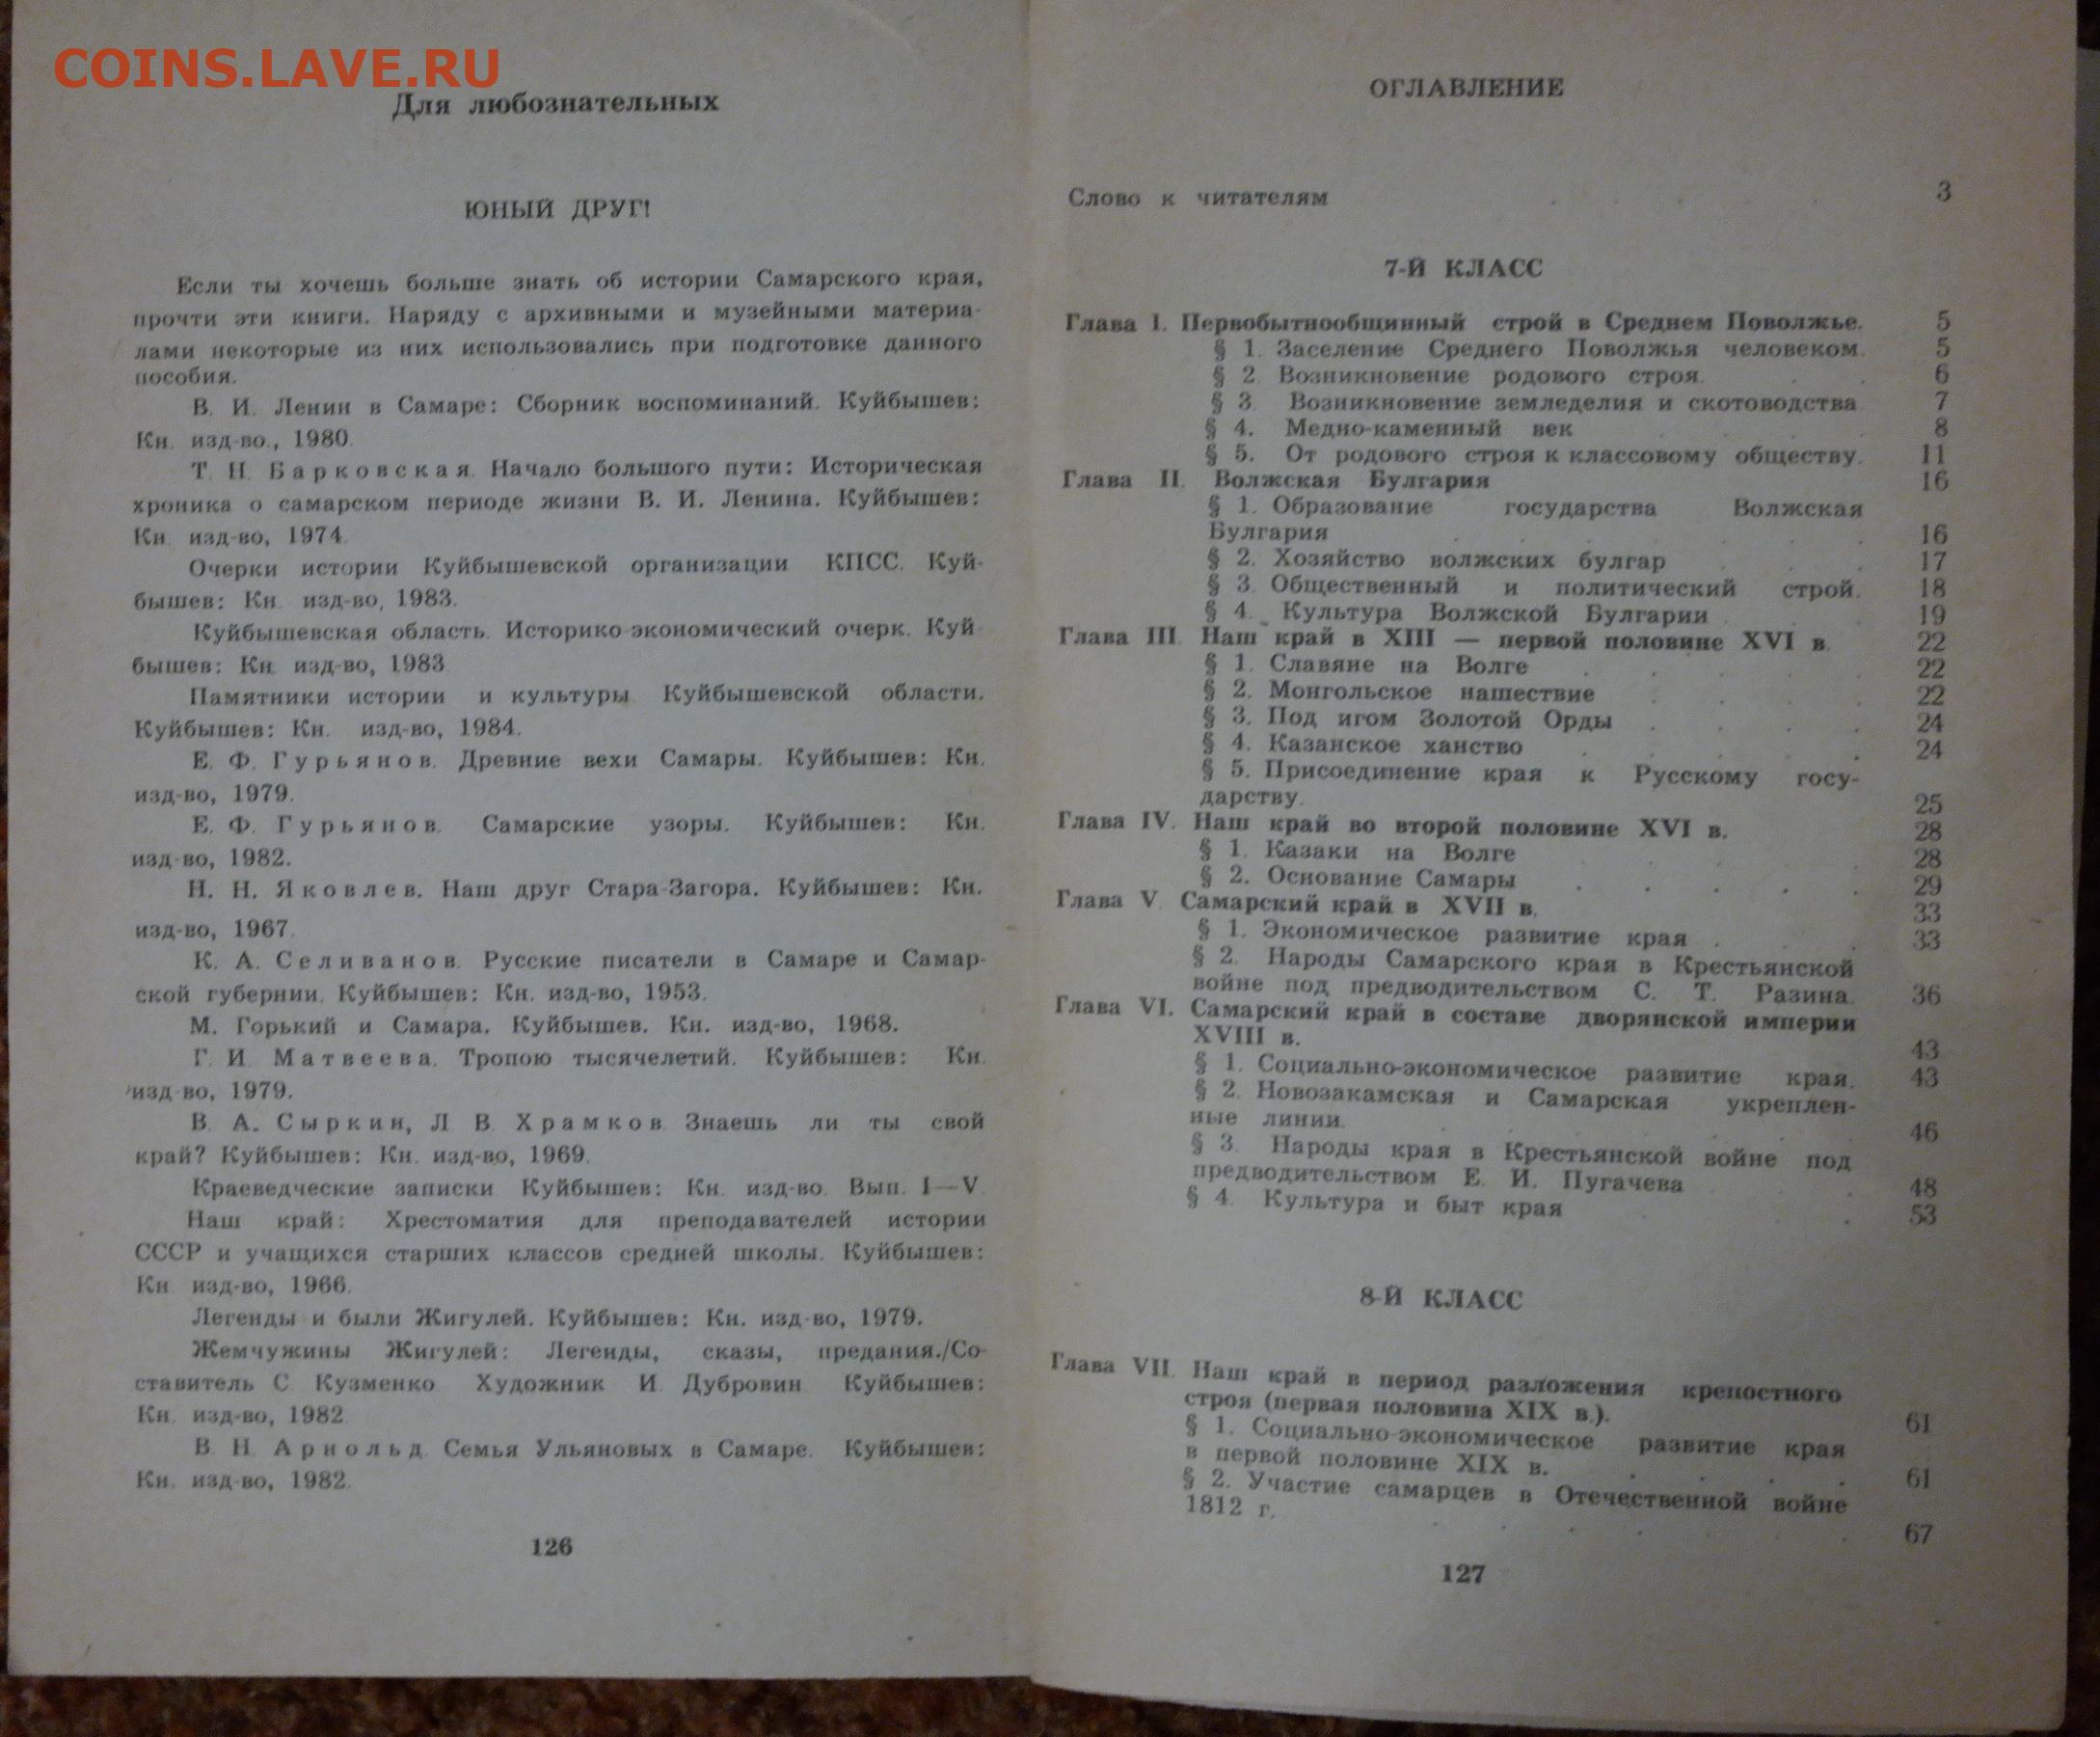 COINS.LAVE.RU
Для любознательных
ЮНЫЙ ДРУГ!
Если ты хочешь больше знать об истории Самарского края,
прочти эти книги. Наряду с архивными и музейными материа-
лами некоторые из них использовались при подготовке данного
пособия.
В. И. Ленин в Самаре: Сборник воспоминаний. Куйбышев:
Кн. изд-во., 1980.
Т. Н. Барковская. Начало большого пути: Историческая
хроника о самарском периоде жизни В. И. Ленина. Куйбышев:
Кн. изд-во, 1974.
Очерки истории Куйбышевской организации КПСС. Куй-
бышев: Кн. изд-во, 1983.
Куйбышевская область. Историко-экономический очерк. Куй-
бышев: Кн. изд-во, 1983.
Памятники истории и культуры Куйбышевской области.
Куйбышев: Кн. изд-во, 1984.
Е. Ф. Гурьянов. Древние вехи Самары. Куйбышев: Кн.
изд-во, 1979.
Е. Ф. Гурьянов. Самарские узоры. Куйбышев: Кн.
изд-во, 1982.
Н. Н. Яковлев. Наш друг Стара-Загора. Куйбышев: Кн.
изд-во, 1967.
К. А. Селиванов. Русские писатели в Самаре и Самар-
ской губернии. Куйбышев: Кн. изд-во, 1953.
М. Горький и Самара. Куйбышев. Кн. изд-во, 1968.
Г. И. Матвеева. Тропою тысячелетий. Куйбышев: Кн.
изд-во, 1979.
В. А. Сыркин, Л. В. Храмков. Знаешь ли ты свой
край? Куйбышев: Кн. изд-во, 1969.
Краеведческие записки. Куйбышев: Кн. изд-во. Вып. I—V.
Наш край: Хрестоматия для преподавателей истории
СССР и учащихся старших классов средней школы. Куйбышев:
Кн. изд-во, 1966.
Легенды и были Жигулей. Куйбышев: Кн. изд-во, 1979.
Жемчужины Жигулей: Легенды, сказы, предания./Со-
ставитель С. Кузменко. Художник И. Дубровин. Куйбышев:
Кн. изд-во, 1982.
В. Н. Арнольд. Семья Ульяновых в Самаре. Куйбышев:
Кн. изд-во, 1982.
126
ОГЛАВЛЕНИЕ
Слово к читателям 3
7-Й КЛАСС
Глава I. Первобытнообщинный строй в Среднем Поволжье. 5
§ 1. Заселение Среднего Поволжья человеком. 5
§ 2. Возникновение родового строя. 6
§ 3. Возникновение земледелия и скотоводства 7
§ 4. Медно-каменный век 8
§ 5. От родового строя к классовому обществу. 11
Глава II. Волжская Булгария 16
§ 1. Образование государства Волжская
Булгария 16
§ 2. Хозяйство волжских булгар 17
§ 3. Общественный и политический строй. 18
§ 4. Культура Волжской Булгарии 19
Глава III. Наш край в XIII — первой половине XVI в. 22
§ 1. Славяне на Волге 22
§ 2. Монгольское нашествие 22
§ 3. Под игом Золотой Орды 24
§ 4. Казанское ханство 24
§ 5. Присоединение края к Русскому госу-
дарству. 25
Глава IV. Наш край во второй половине XVI в. 28
§ 1. Казаки на Волге 28
§ 2. Основание Самары 29
Глава V. Самарский край в XVII в. 33
§ 1. Экономическое развитие края 33
§ 2. Народы Самарского края в Крестьянской
войне под предводительством С. Т. Разина. 36
Глава VI. Самарский край в составе дворянской империи
XVIII в. 43
§ 1. Социально-экономическое развитие края. 43
§ 2. Новозакамская и Самарская укреплен-
ные линии. 46
§ 3. Народы края в Крестьянской войне под
предводительством Е. И. Пугачева 48
§ 4. Культура и быт края 53
8-Й КЛАСС
Глава VII. Наш край в период разложения крепостного
строя (первая половина XIX в.). 61
§ 1. Социально-экономическое развитие края
в первой половине XIX в. 61
§ 2. Участие самарцев в Отечественной войне
1812 г. 67
127